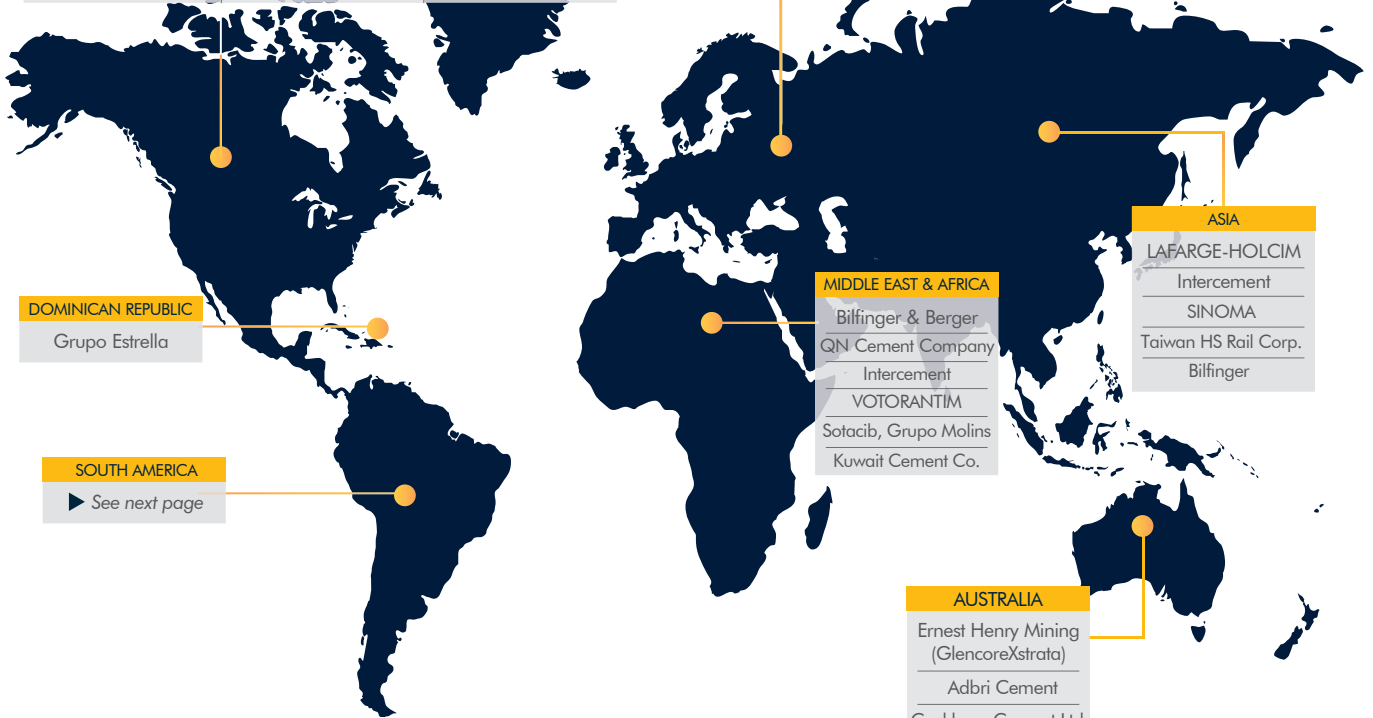 ASIA
LAFARGE-HOLCIM
Intercement
SINOMA
Taiwan HS Rail Corp.
Bilfinger
MIDDLE EAST & AFRICA
Bilfinger & Berger
QN Cement Company
Intercement
VOTORANTIM
Sotacib, Grupo Molins
Kuwait Cement Co.
DOMINICAN REPUBLIC
Grupo Estrella
SOUTH AMERICA
▶ See next page
AUSTRALIA
Ernest Henry Mining
(GlencoreXstrata)
Adbri Cement